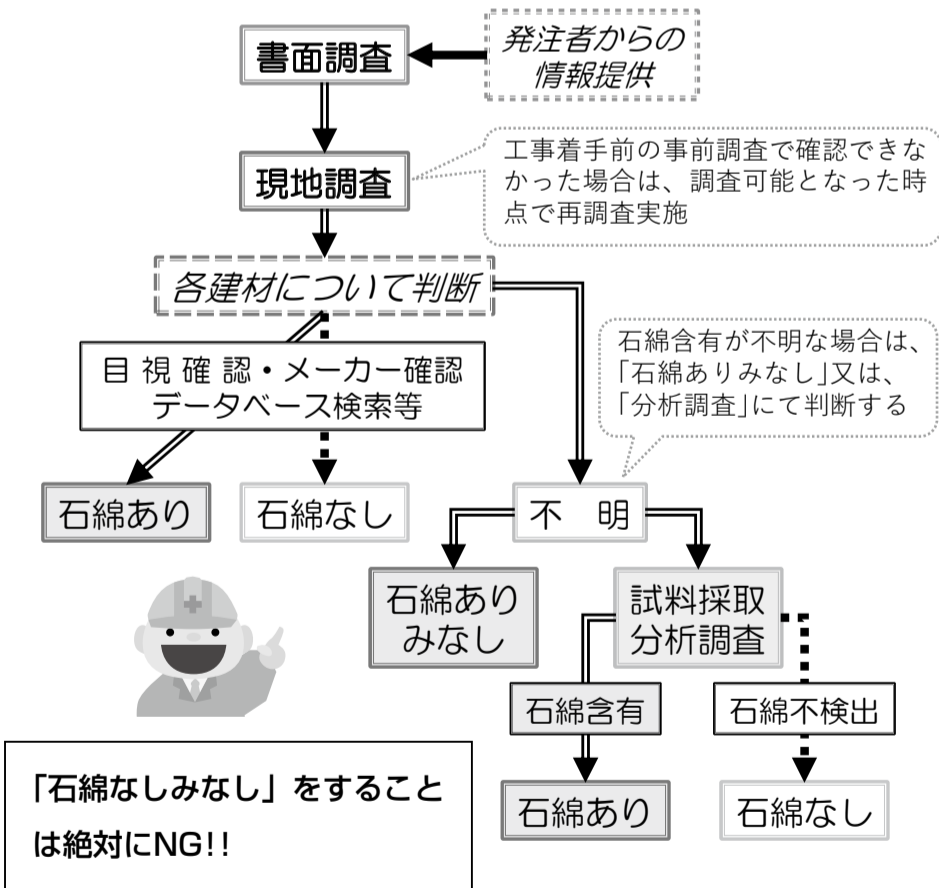 書面調査
発注者からの
情報提供
現地調査
工事着手前の事前調査で確認できな
かった場合は、調査可能となった時
点で再調査実施
各建材について判断
目視確認・メーカー確認
データベース検索等
石綿含有が不明な場合は、
「石綿ありみなし」又は、
「分析調査」にて判断する
石綿あり
石綿なし
不　明
石綿あり
みなし
試料採取
分析調査
石綿含有
石綿不検出
石綿あり
石綿なし
「石綿なしみなし」をすること
は絶対にNG!!